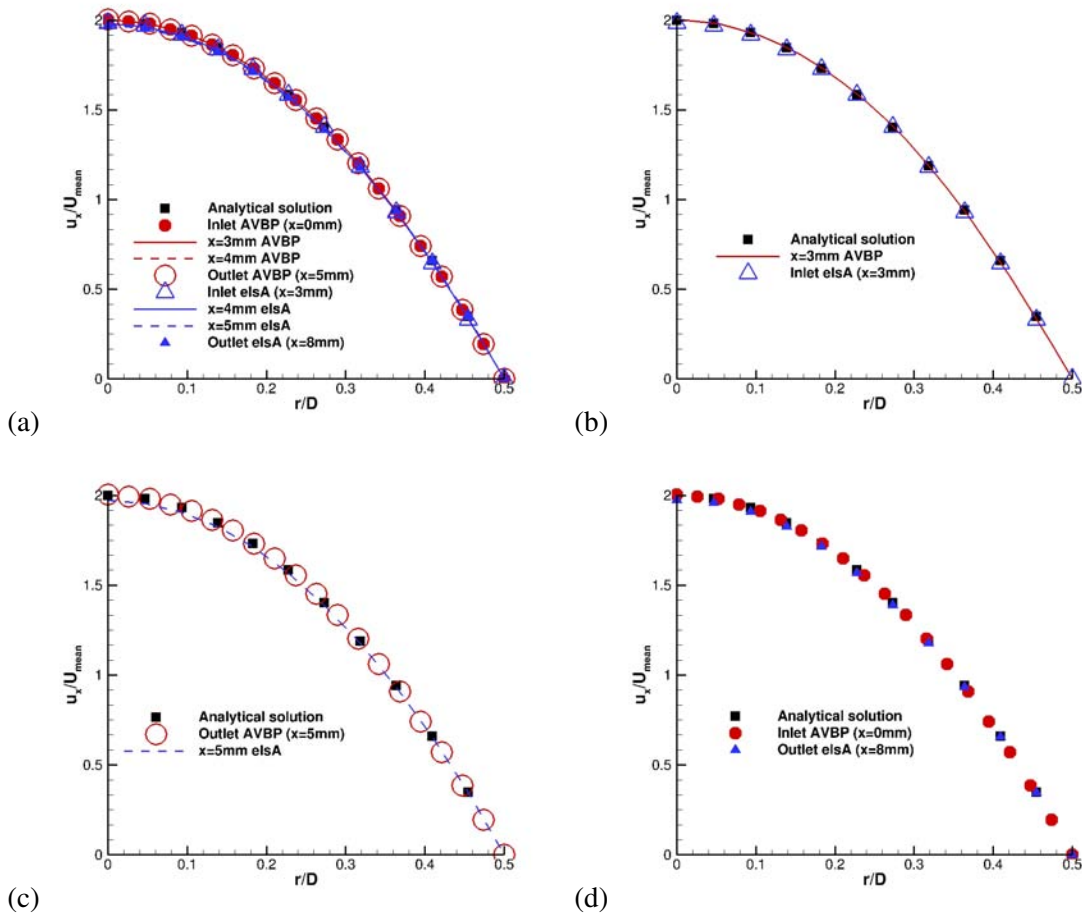 2
1.5
1
0.5
0
u_x/U_mean
Analytical solution
Inlet AVBP (x=0mm)
x=3mm AVBP
x=4mm AVBP
Outlet AVBP (x=5mm)
Inlet elsA (x=3mm)
x=4mm elsA
x=5mm elsA
Outlet elsA (x=8mm)
0 0.1 0.2 0.3 0.4 0.5
r/D
(a)
2
1.5
1
0.5
0
u_x/U_mean
Analytical solution
x=3mm AVBP
Inlet elsA (x=3mm)
0 0.1 0.2 0.3 0.4 0.5
r/D
(b)
2
1.5
1
0.5
0
u_x/U_mean
Analytical solution
Outlet AVBP (x=5mm)
x=5mm elsA
0 0.1 0.2 0.3 0.4 0.5
r/D
(c)
2
1.5
1
0.5
0
u_x/U_mean
Analytical solution
Inlet AVBP (x=0mm)
Outlet elsA (x=8mm)
0 0.1 0.2 0.3 0.4 0.5
r/D
(d)